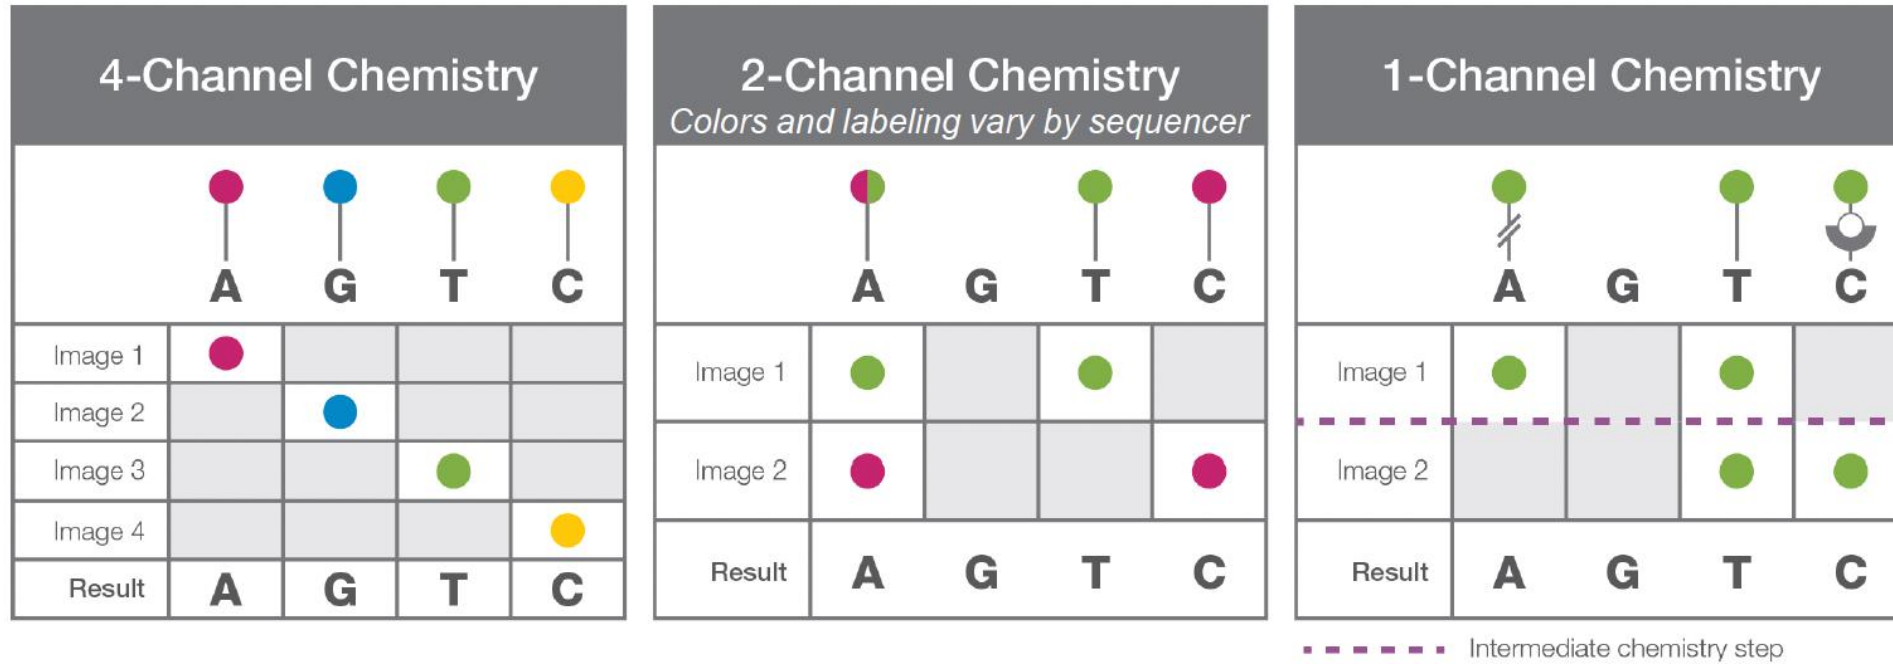 4-Channel Chemistry
A G T C
Image 1
Image 2
Image 3
Image 4
Result A G T C
2-Channel Chemistry
Colors and labeling vary by sequencer
A G T C
Image 1
Image 2
Result A G T C
1-Channel Chemistry
A G T C
Image 1
Image 2
Result A G T C
Intermediate chemistry step